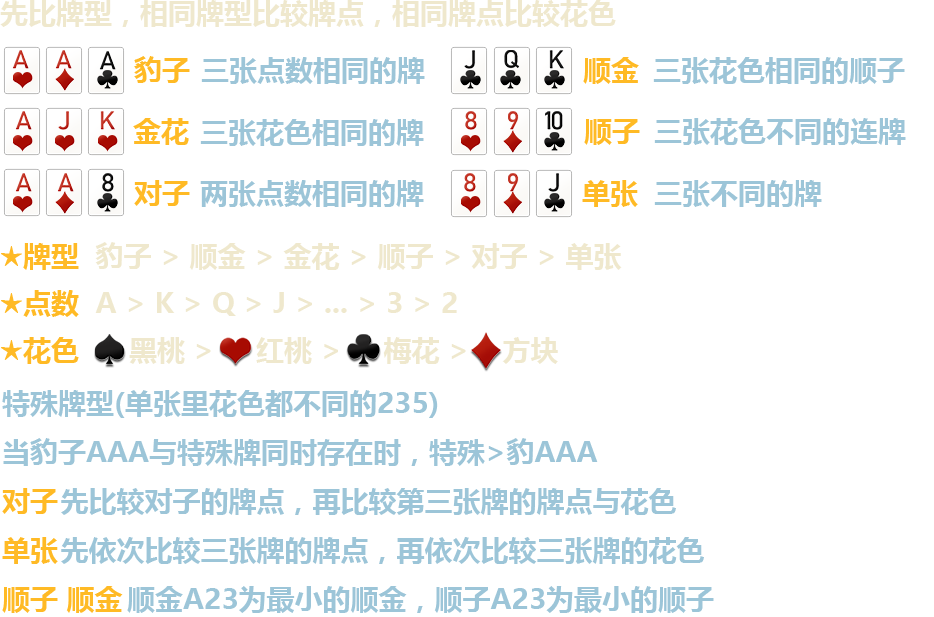 先比牌型，相同牌型比较牌点，相同牌点比较花色
A A A 豹子 三张点数相同的牌 J Q K 顺金 三张花色相同的顺子
A J K 金花 三张花色相同的牌 8 9 10 顺子 三张花色不同的连牌
A A 8 对子 两张点数相同的牌 8 9 J 单张 三张不同的牌
★牌型 豹子 > 顺金 > 金花 > 顺子 > 对子 > 单张
★点数 A > K > Q > J > ... > 3 > 2
★花色 黑桃 > 红桃 > 梅花 > 方块
特殊牌型(单张里花色都不同的235)
当豹子AAA与特殊牌同时存在时，特殊>豹AAA
对子先比较对子的牌点，再比较第三张牌的牌点与花色
单张先依次比较三张牌的牌点，再依次比较三张牌的花色
顺子 顺金 顺金A23为最小的顺金，顺子A23为最小的顺子